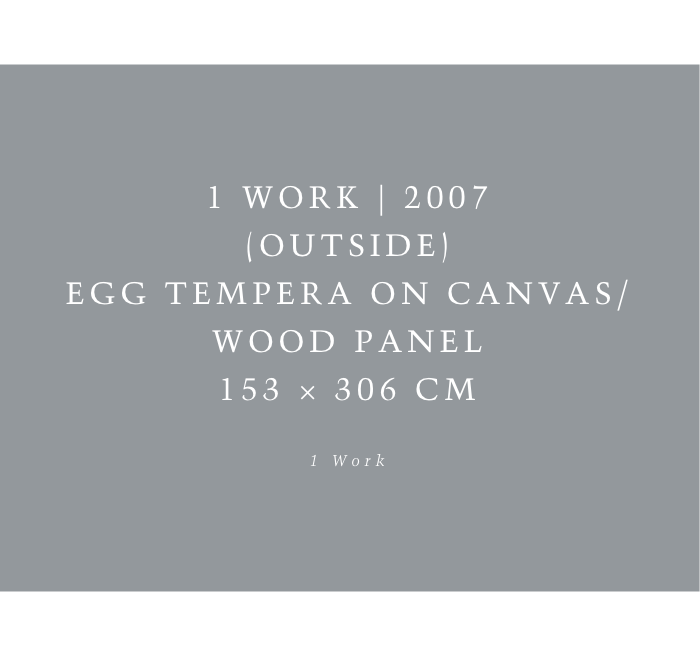 1 WORK | 2007
(OUTSIDE)
EGG TEMPERA ON CANVAS/
WOOD PANEL
153 × 306 CM
1 Work